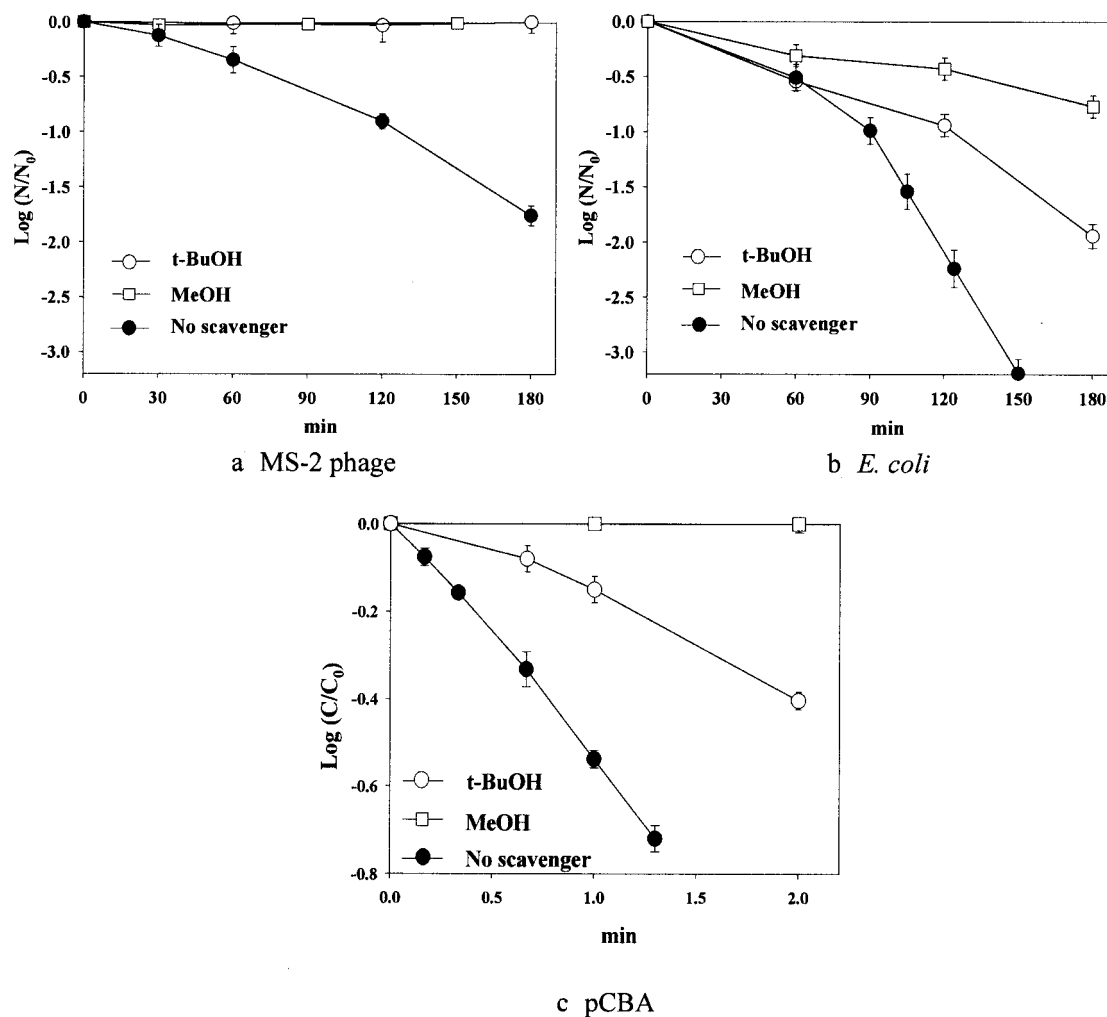 0.0
-0.5
-1.0
-1.5
-2.0
-2.5
-3.0
Log (N/N0)
t-BuOH
MeOH
No scavenger
0 30 60 90 120 150 180
min
a MS-2 phage
0.0
-0.5
-1.0
-1.5
-2.0
-2.5
-3.0
Log (N/N0)
t-BuOH
MeOH
No scavenger
0 30 60 90 120 150 180
min
b E. coli
0.0
-0.2
-0.4
-0.6
-0.8
Log (C/C0)
t-BuOH
MeOH
No scavenger
0.0 0.5 1.0 1.5 2.0
min
c pCBA